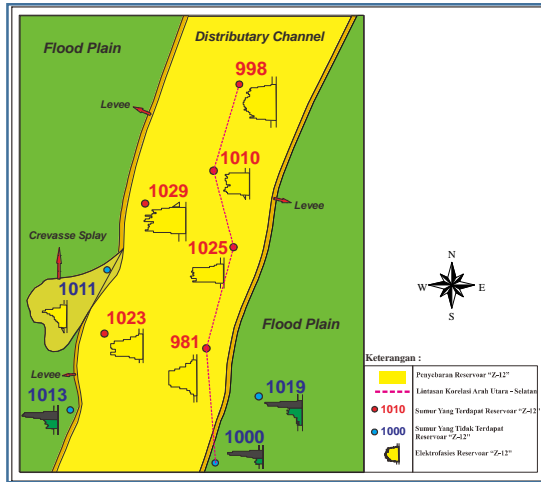 Flood Plain
Distributary Channel
998
Levee
1010
1029
Levee
Crevasse Splay
1025
1011
1023
981
Flood Plain
Levee
1013
1019
1000
N
W
E
S
Keterangan :
Penyebaran Reservoar "Z-12"
Lintasan Korelasi Arah Utara - Selatan
1010
Sumur Yang Terdapat Reservoar "Z-12"
1000
Sumur Yang Tidak Terdapat
Reservoar "Z-12"
Elektrofasies Reservoar "Z-12"